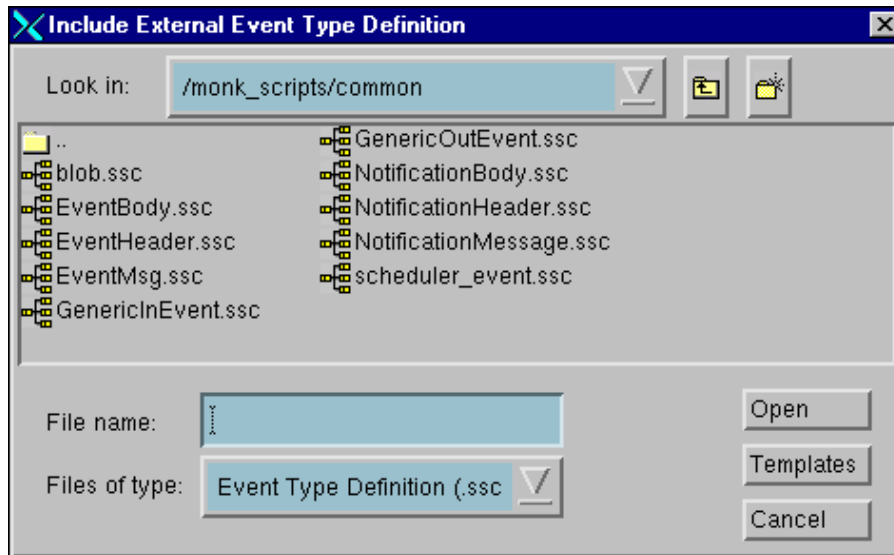 Include External Event Type Definition
Look in: /monk_scripts/common
.. GenericOutEvent.ssc
blob.ssc NotificationBody.ssc
EventBody.ssc NotificationHeader.ssc
EventHeader.ssc NotificationMessage.ssc
EventMsg.ssc scheduler_event.ssc
GenericInEvent.ssc
File name: Open
Templates
Files of type: Event Type Definition (.ssc
Cancel